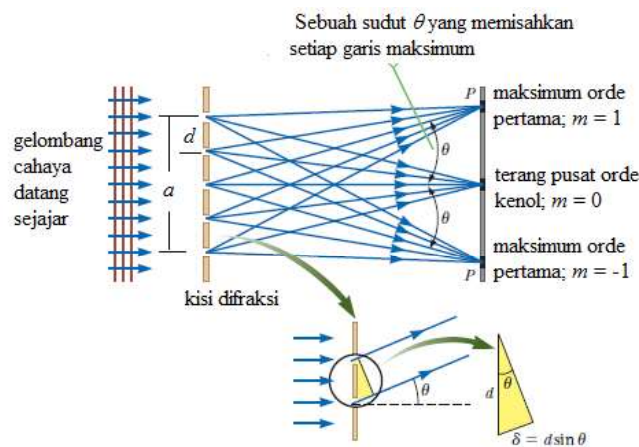 Sebuah sudut θ yang memisahkan
setiap garis maksimum
P
maksimum orde
pertama; m = 1
gelombang
cahaya
datang
sejajar
d
a
θ
terang pusat orde
kenol; m = 0
θ
maksimum orde
pertama; m = -1
P
kisi difraksi
θ
d
θ
δ = d sin θ